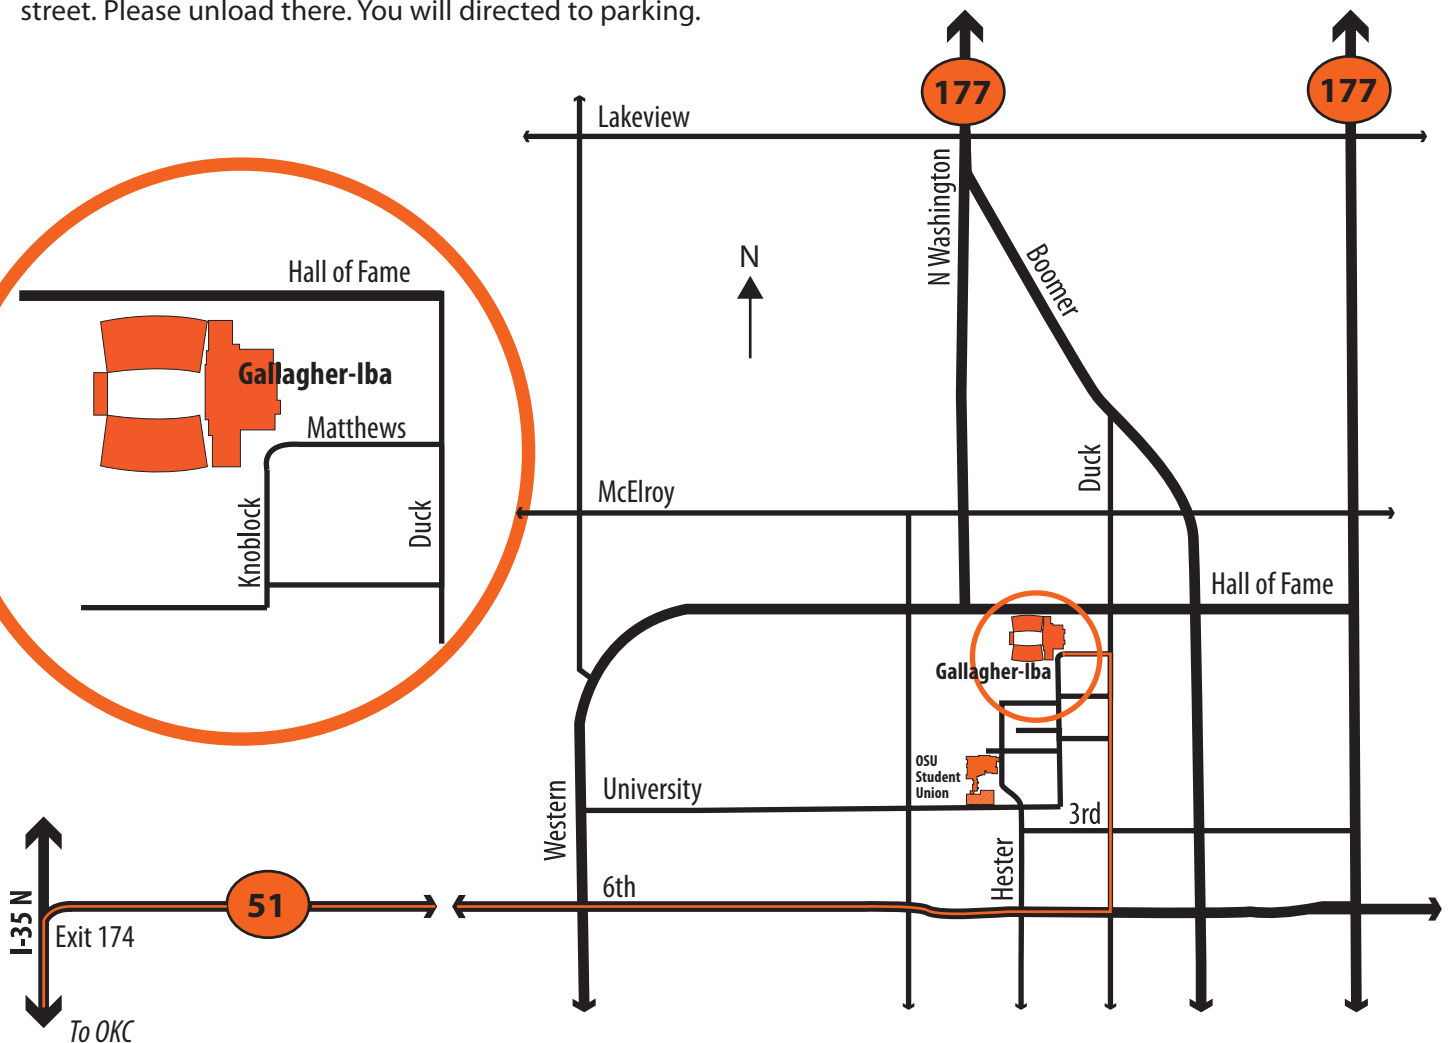 street. Please unload there. You will directed to parking.
177
177
Lakeview
N Washington
Boomer
N
Hall of Fame
Gallagher-Iba
Matthews
Knoblock
Duck
McElroy
Duck
Hall of Fame
Gallagher-Iba
OSU
Student
Union
University
Western
3rd
Hester
6th
51
I-35 N
Exit 174
To OKC